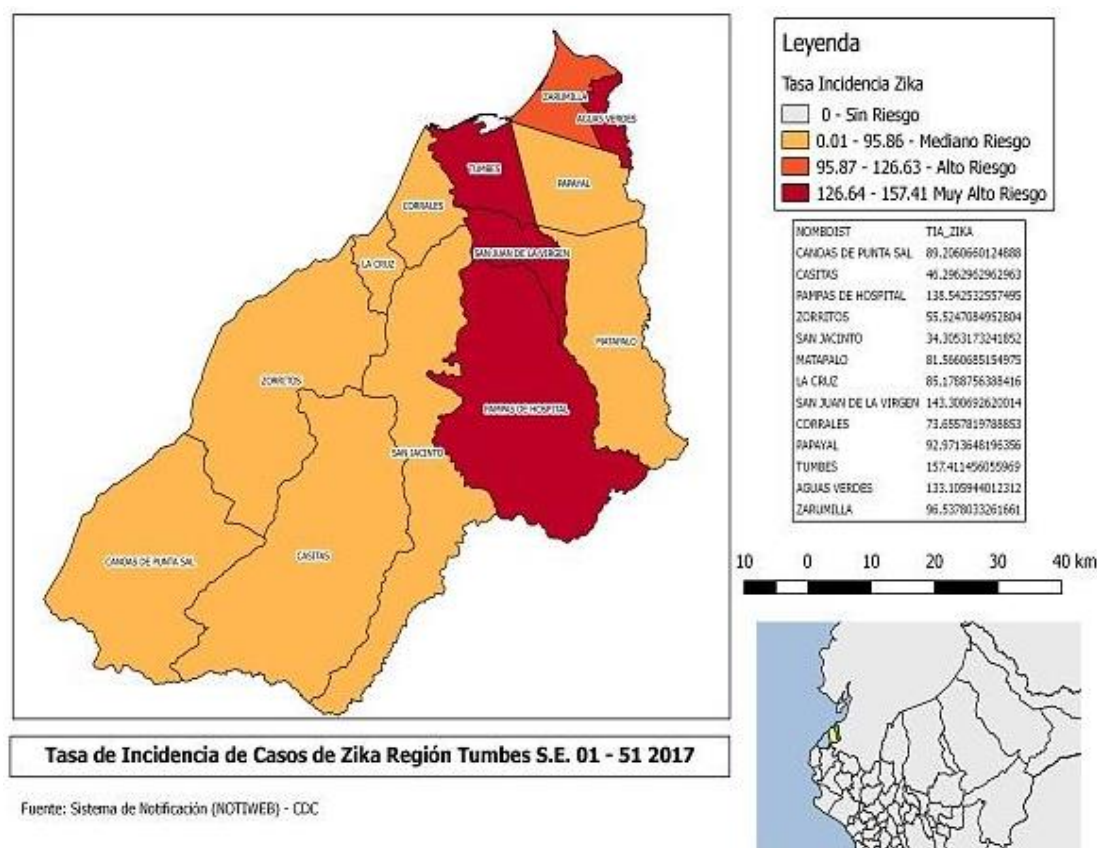 ZARUMILLA
AGUAS VERDES
TUMBES
PAPAYAL
CORRALES
SAN JUAN DE LA VIRGEN
LA CRUZ
MATAPALO
ZORRITOS
PAMPAS DE HOSPITAL
SAN JACINTO
CANOAS DE PUNTA SAL
CASITAS
Tasa de Incidencia de Casos de Zika Región Tumbes S.E. 01 - 51 2017
Fuente: Sistema de Notificación (NOTIWEB) - CDC
Leyenda
Tasa Incidencia Zika
0 - Sin Riesgo
0.01 - 95.86 - Mediano Riesgo
95.87 - 126.63 - Alto Riesgo
126.64 - 157.41 Muy Alto Riesgo
NOMBDIST TIA_ZIKA
CANOAS DE PUNTA SAL 89.2060660124888
CASITAS 46.2962962962963
PAMPAS DE HOSPITAL 138.542532557495
ZORRITOS 55.5247084952804
SAN JACINTO 34.3053173241852
MATAPALO 81.5660685154975
LA CRUZ 85.1788756388416
SAN JUAN DE LA VIRGEN 143.300692620014
CORRALES 73.6557819788853
PAPAYAL 92.9713648196356
TUMBES 157.411456055969
AGUAS VERDES 133.105944012312
ZARUMILLA 96.5378033261661
10 0 10 20 30 40 km